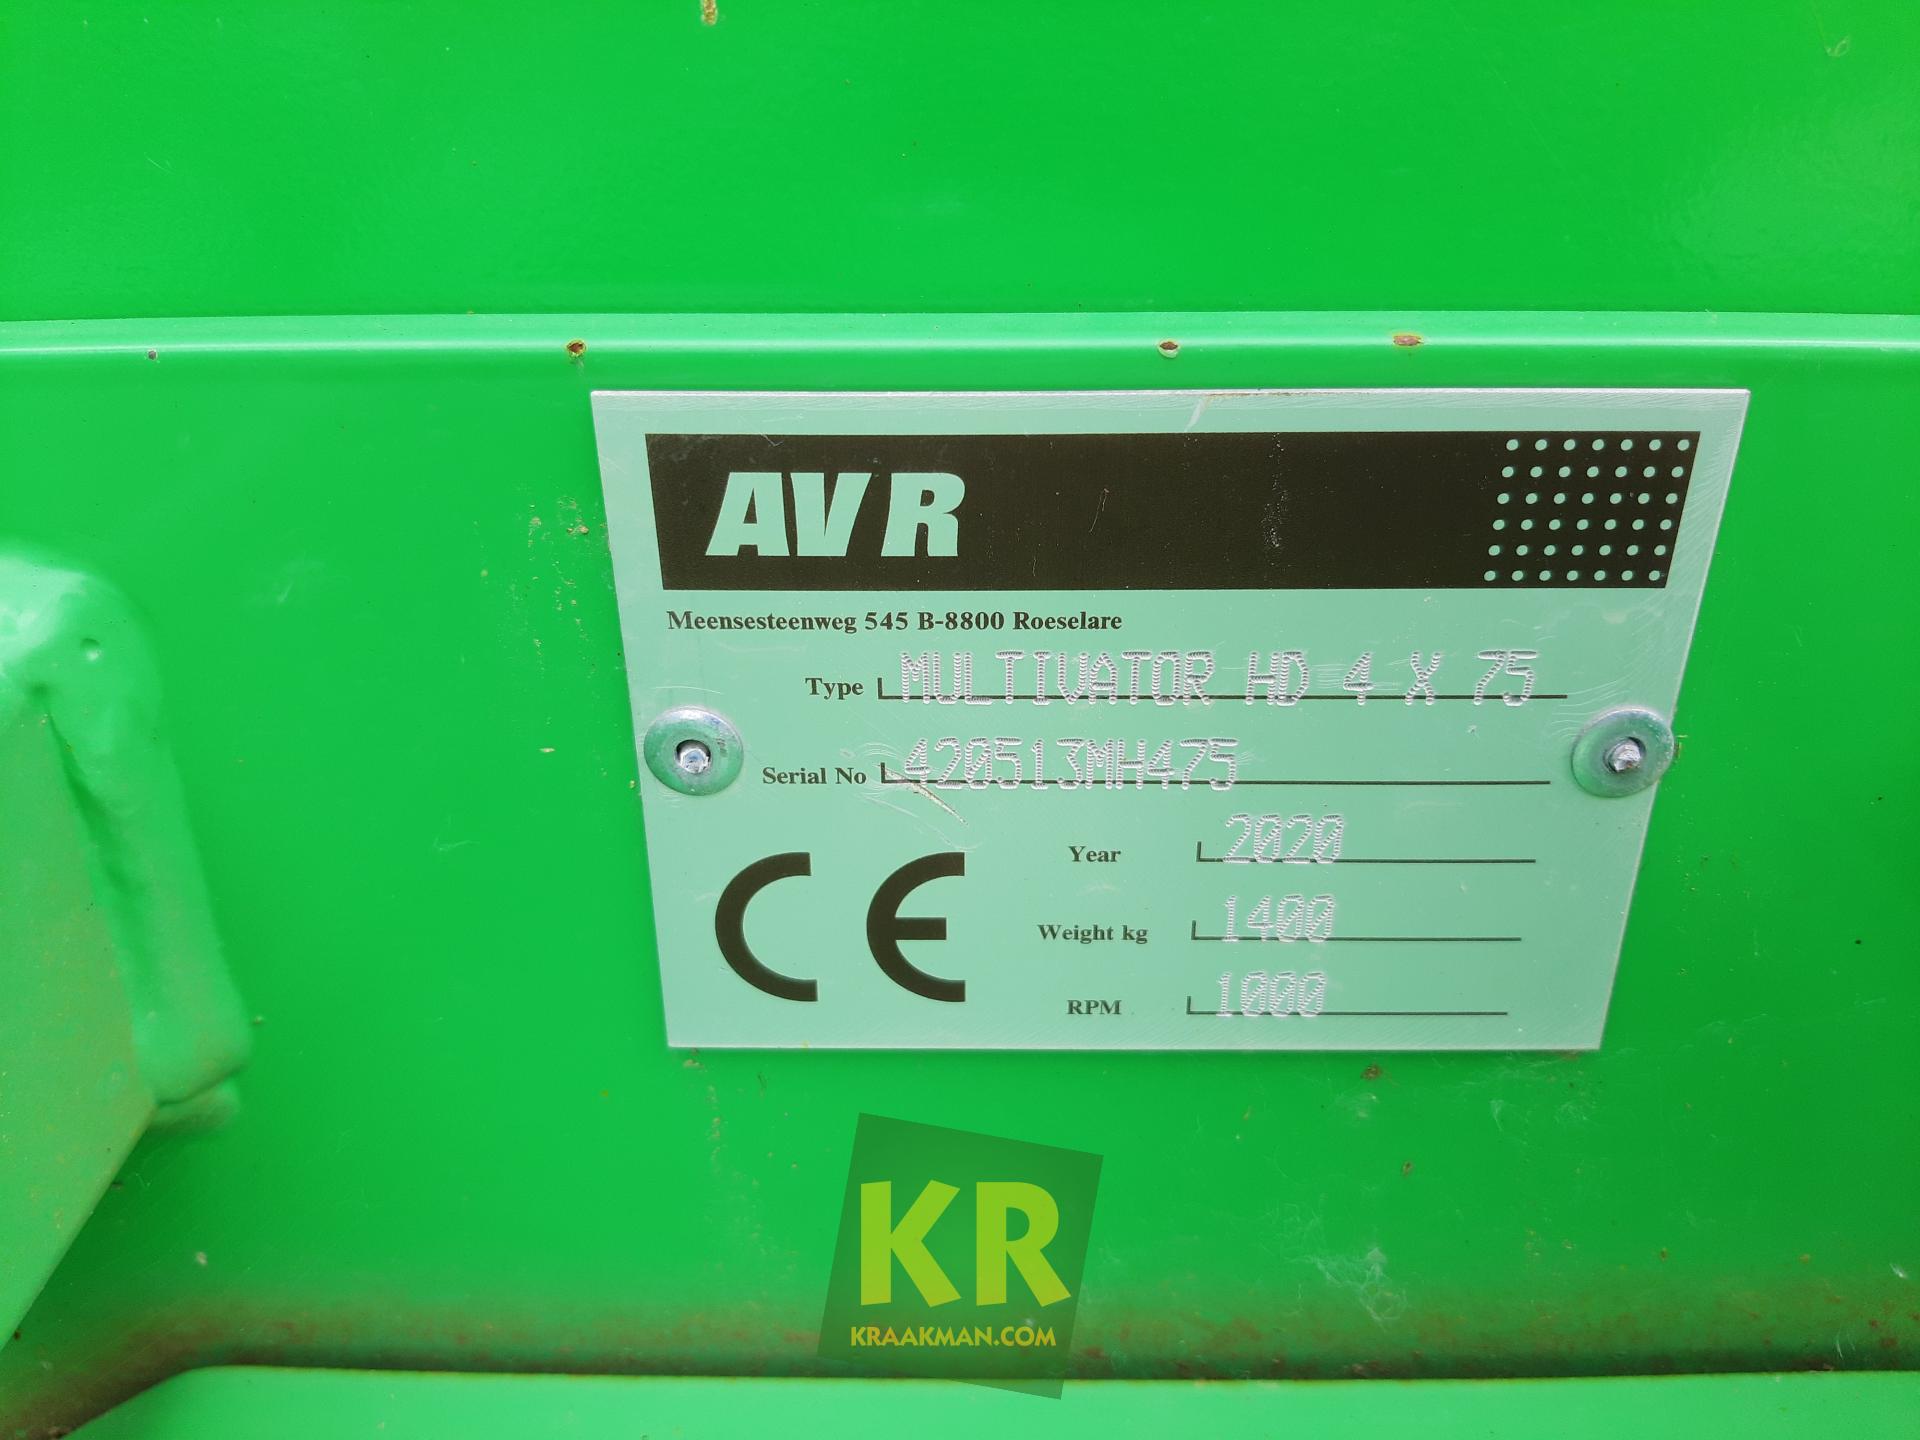 AVR
Meensesteenweg 545 B-8800 Roeselare
Type MULTIVATOR HD 4 X 75
Serial No 420513MH475
Year 2020
Weight kg 1400
RPM 1000
CE
KR
KRAAKMAN.COM